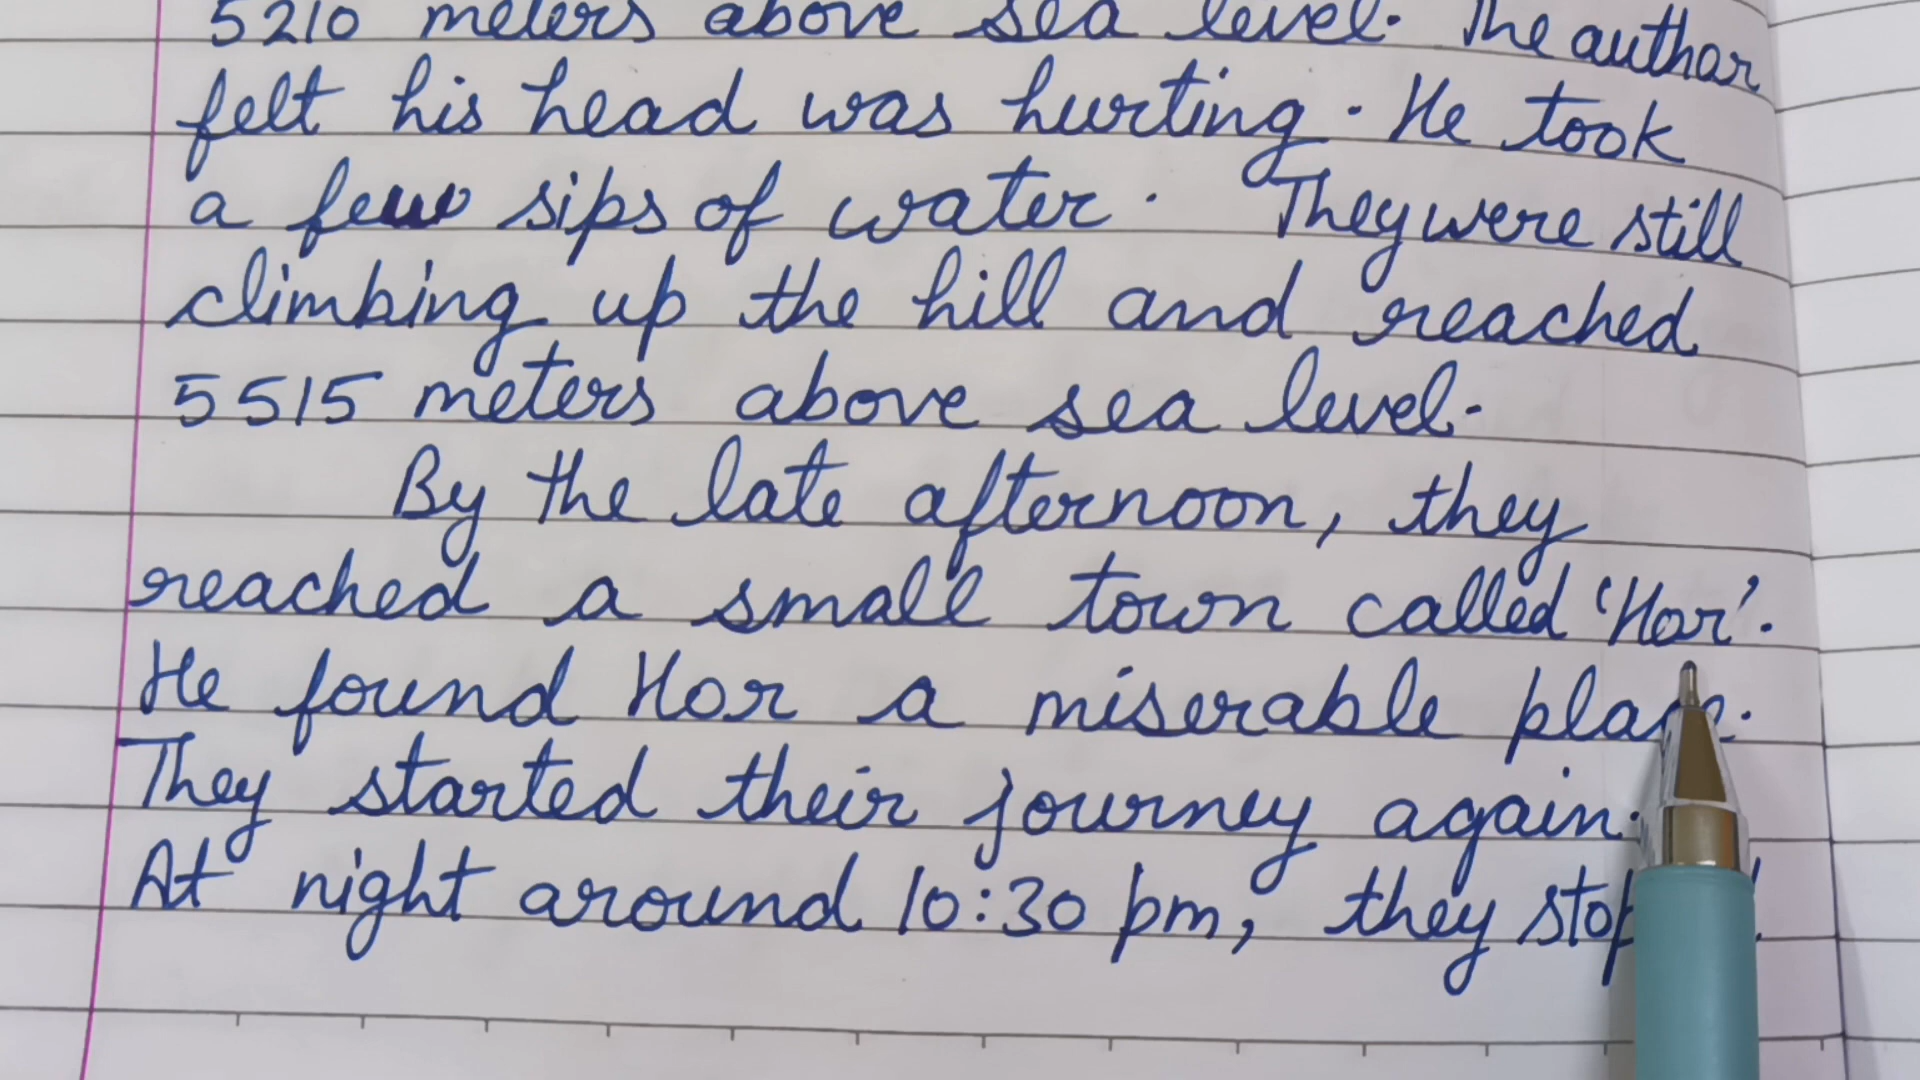 5210 meters above sea level. The author
felt his head was hurting. He took
a few sips of water. They were still
climbing up the hill and reached
5515 meters above sea level.
By the late afternoon, they
reached a small town called 'Hor'.
He found Hor a miserable place.
They started their journey again.
At night around 10:30 pm, they